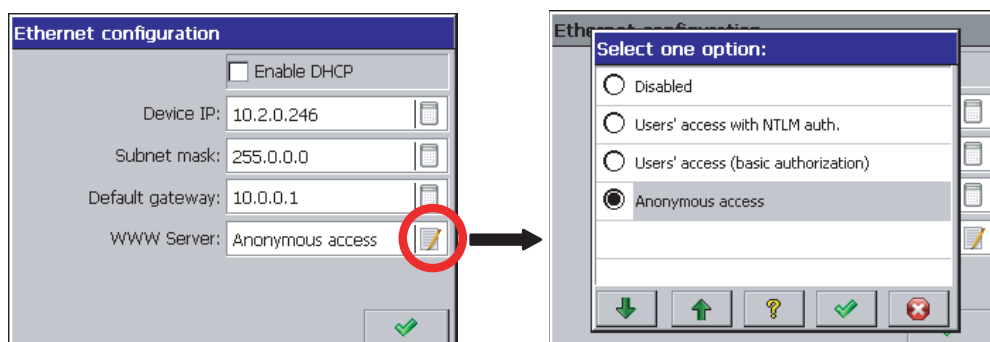 Ethernet configuration
Enable DHCP
Device IP: 10.2.0.246
Subnet mask: 255.0.0.0
Default gateway: 10.0.0.1
WWW Server: Anonymous access
Ethernet configuration
Select one option:
Disabled
Users' access with NTLM auth.
Users' access (basic authorization)
Anonymous access